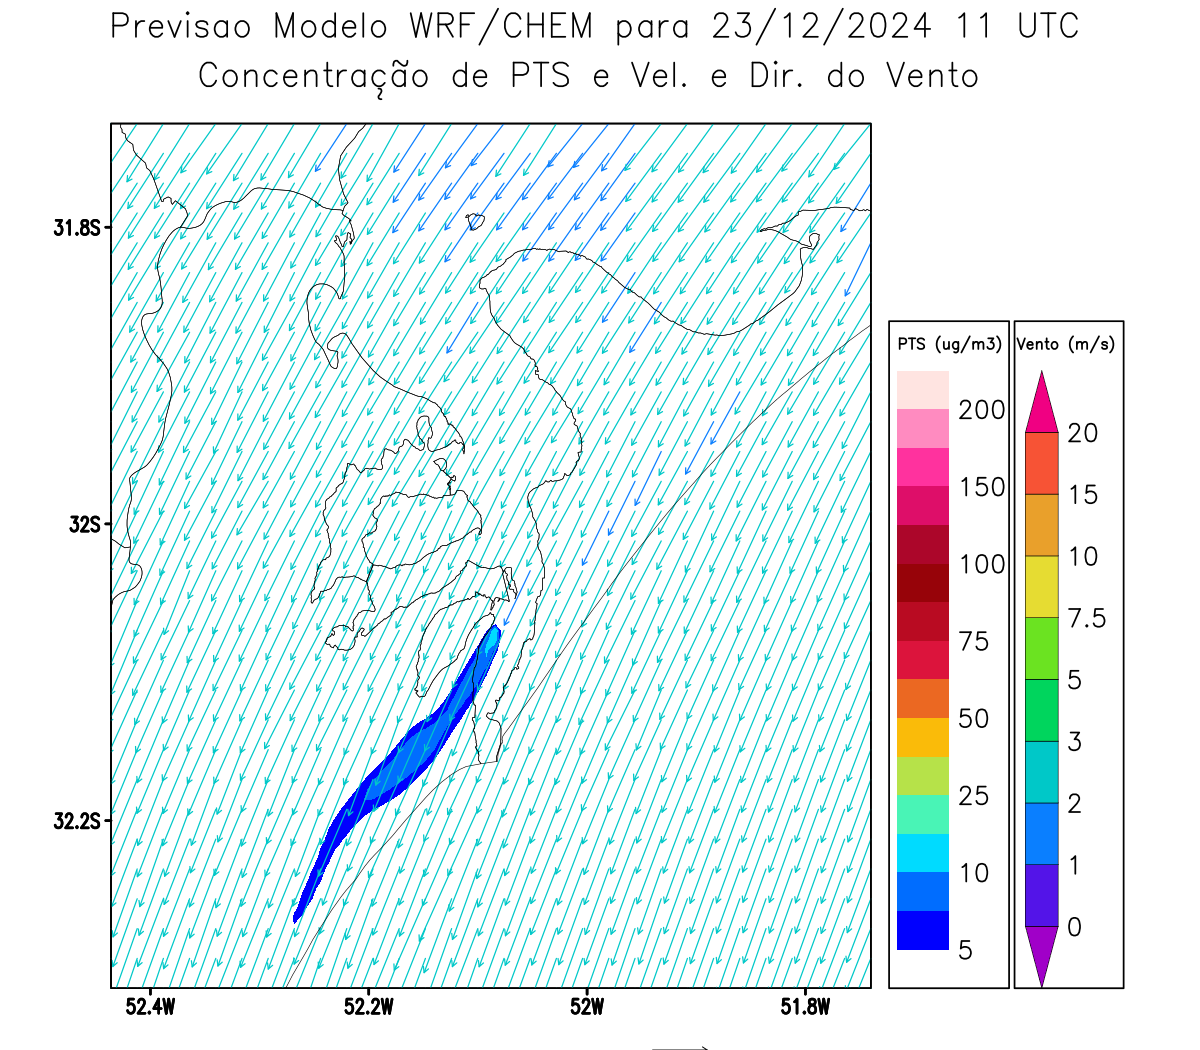 Previsao Modelo WRF/CHEM para 23/12/2024 11 UTC
Concentração de PTS e Vel. e Dir. do Vento
31.8S
32S
32.2S
52.4W
52.2W
52W
51.8W
PTS (ug/m3)
200
150
100
75
50
25
10
5
Vento (m/s)
20
15
10
7.5
5
3
2
1
0